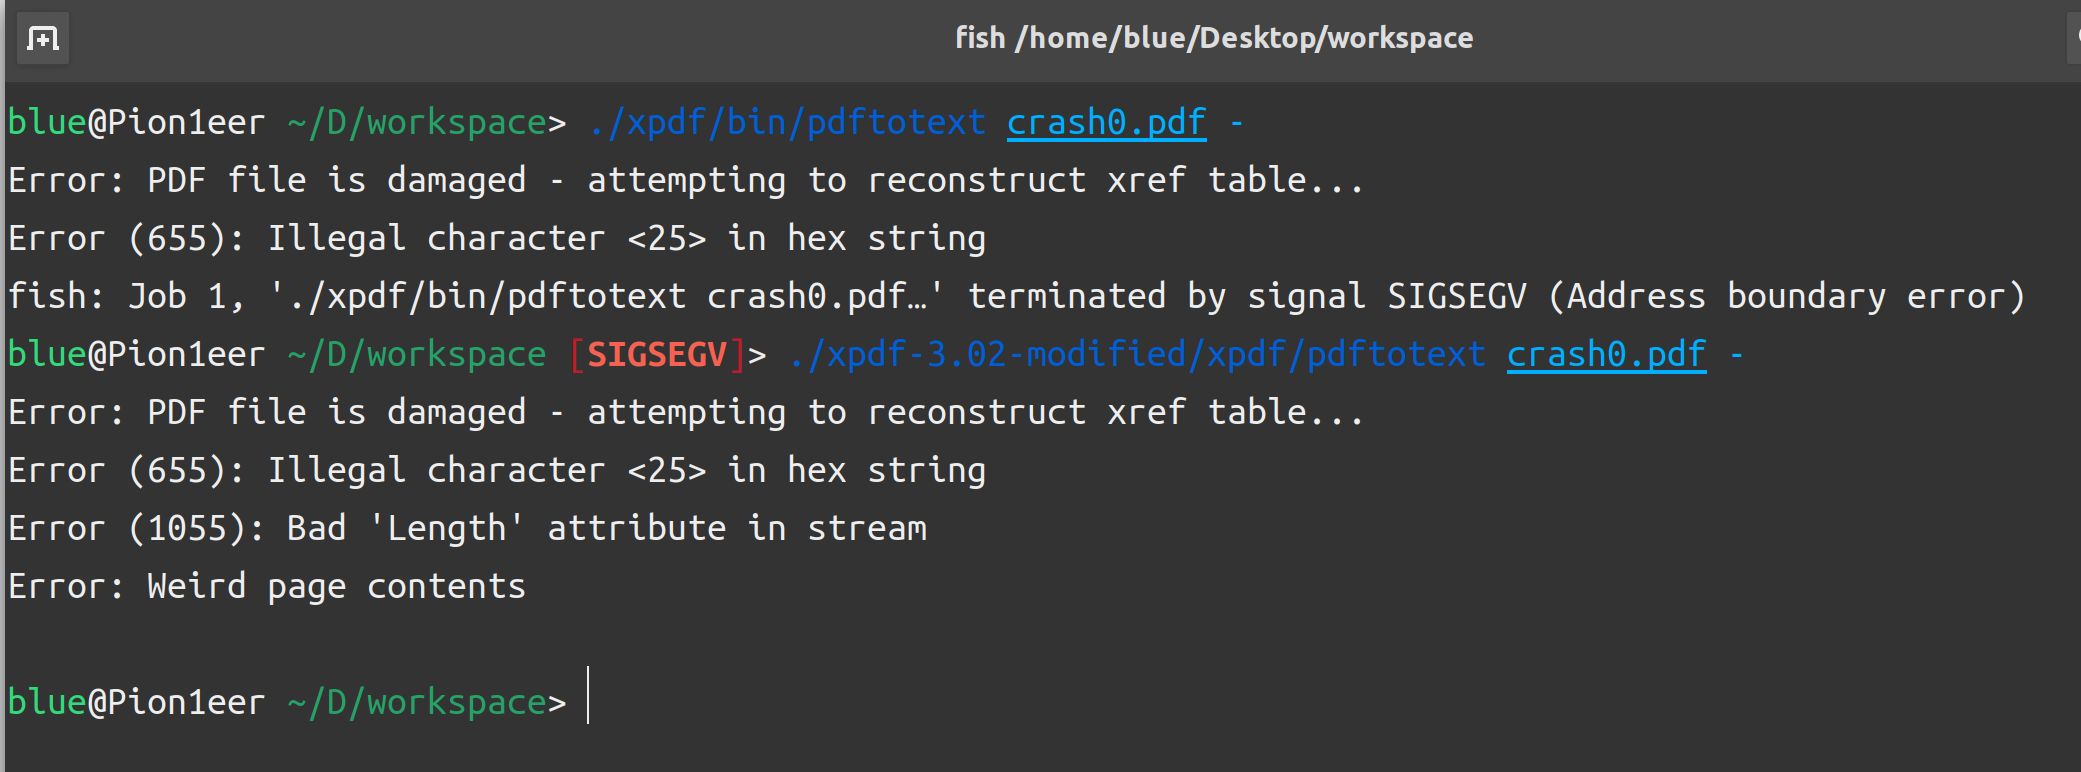 fish /home/blue/Desktop/workspace
blue@Pion1eer ~/D/workspace> ./xpdf/bin/pdftotext crash0.pdf -
Error: PDF file is damaged - attempting to reconstruct xref table...
Error (655): Illegal character <25> in hex string
fish: Job 1, './xpdf/bin/pdftotext crash0.pdf…' terminated by signal SIGSEGV (Address boundary error)
blue@Pion1eer ~/D/workspace [SIGSEGV]> ./xpdf-3.02-modified/xpdf/pdftotext crash0.pdf -
Error: PDF file is damaged - attempting to reconstruct xref table...
Error (655): Illegal character <25> in hex string
Error (1055): Bad 'Length' attribute in stream
Error: Weird page contents
blue@Pion1eer ~/D/workspace>